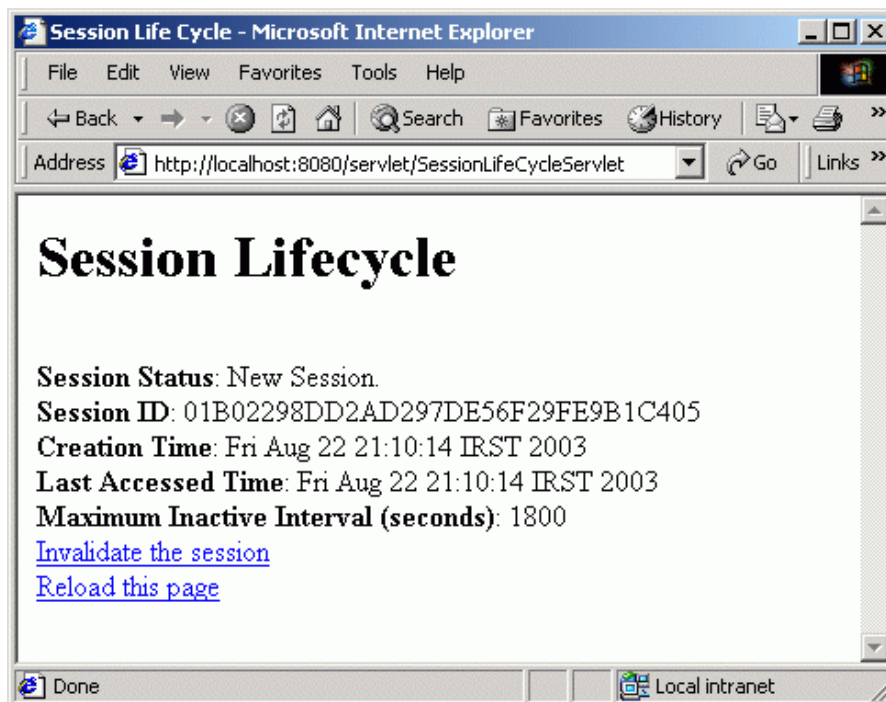 Session Life Cycle - Microsoft Internet Explorer
File Edit View Favorites Tools Help
Back Search Favorites History »
Address http://localhost:8080/servlet/SessionLifeCycleServlet Go Links »
Session Lifecycle
Session Status: New Session.
Session ID: 01B02298DD2AD297DE56F29FE9B1C405
Creation Time: Fri Aug 22 21:10:14 IRST 2003
Last Accessed Time: Fri Aug 22 21:10:14 IRST 2003
Maximum Inactive Interval (seconds): 1800
Invalidate the session
Reload this page
Done Local intranet